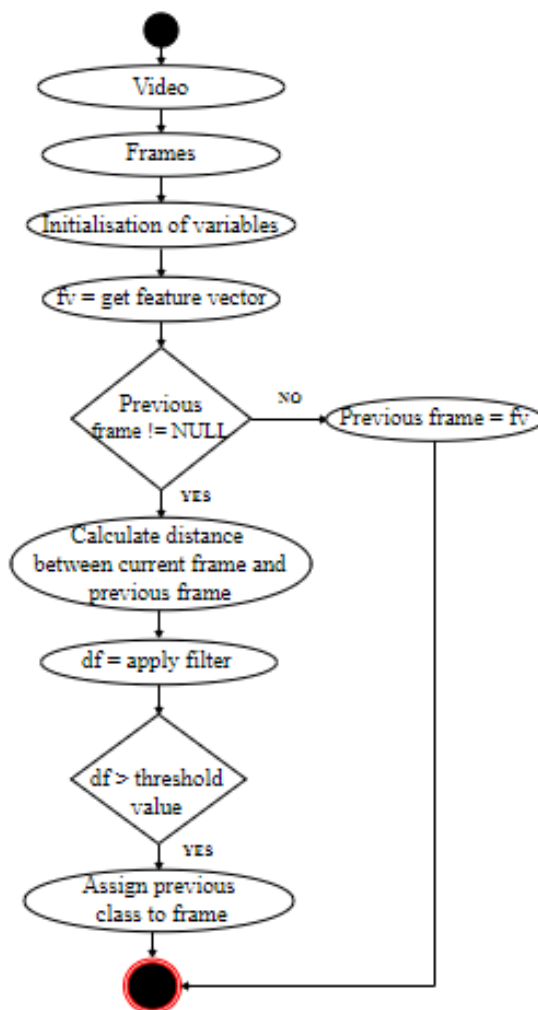 Video
Frames
Initialisation of variables
fv = get feature vector
Previous
frame != NULL
NO
Previous frame = fv
YES
Calculate distance
between current frame and
previous frame
df = apply filter
df > threshold
value
YES
Assign previous
class to frame